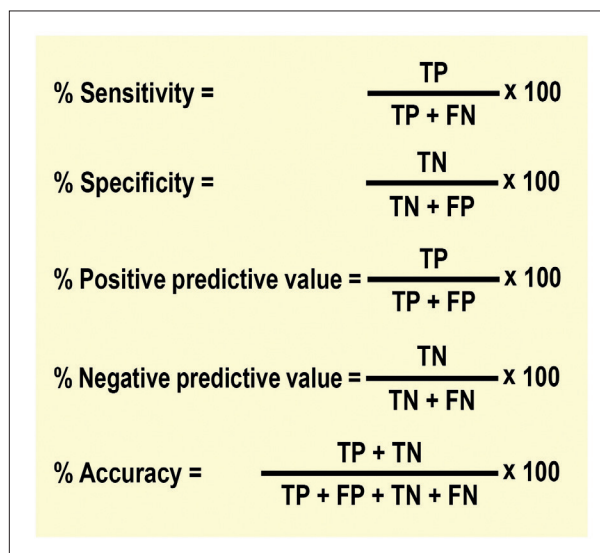 % Sensitivity = TP / TP + FN x 100
% Specificity = TN / TN + FP x 100
% Positive predictive value = TP / TP + FP x 100
% Negative predictive value = TN / TN + FN x 100
% Accuracy = TP + TN / TP + FP + TN + FN x 100